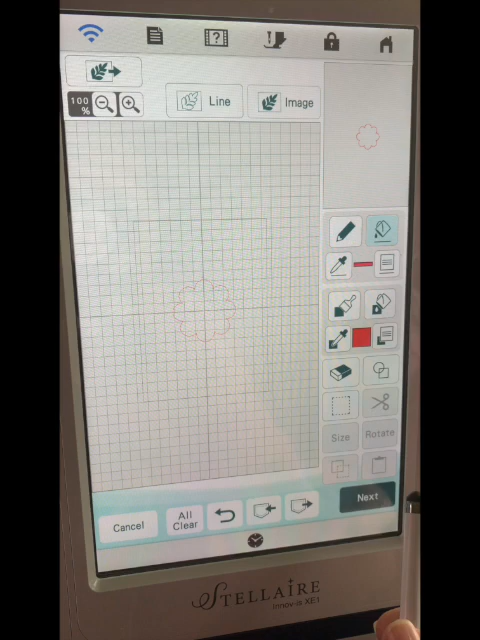 100
%
Line
Image
Size
Rotate
Cancel
All
Clear
Next
STELLAIRE
Innov-is XE1